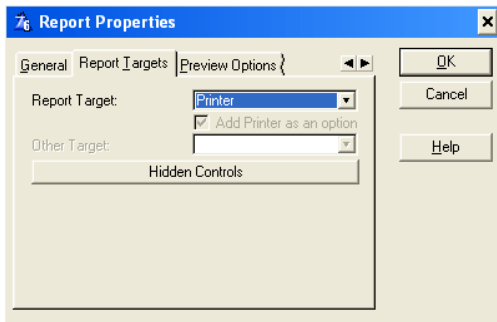 76 Report Properties
General Report Targets Preview Options
OK
Report Target: Printer
Cancel
Add Printer as an option
Other Target:
Help
Hidden Controls